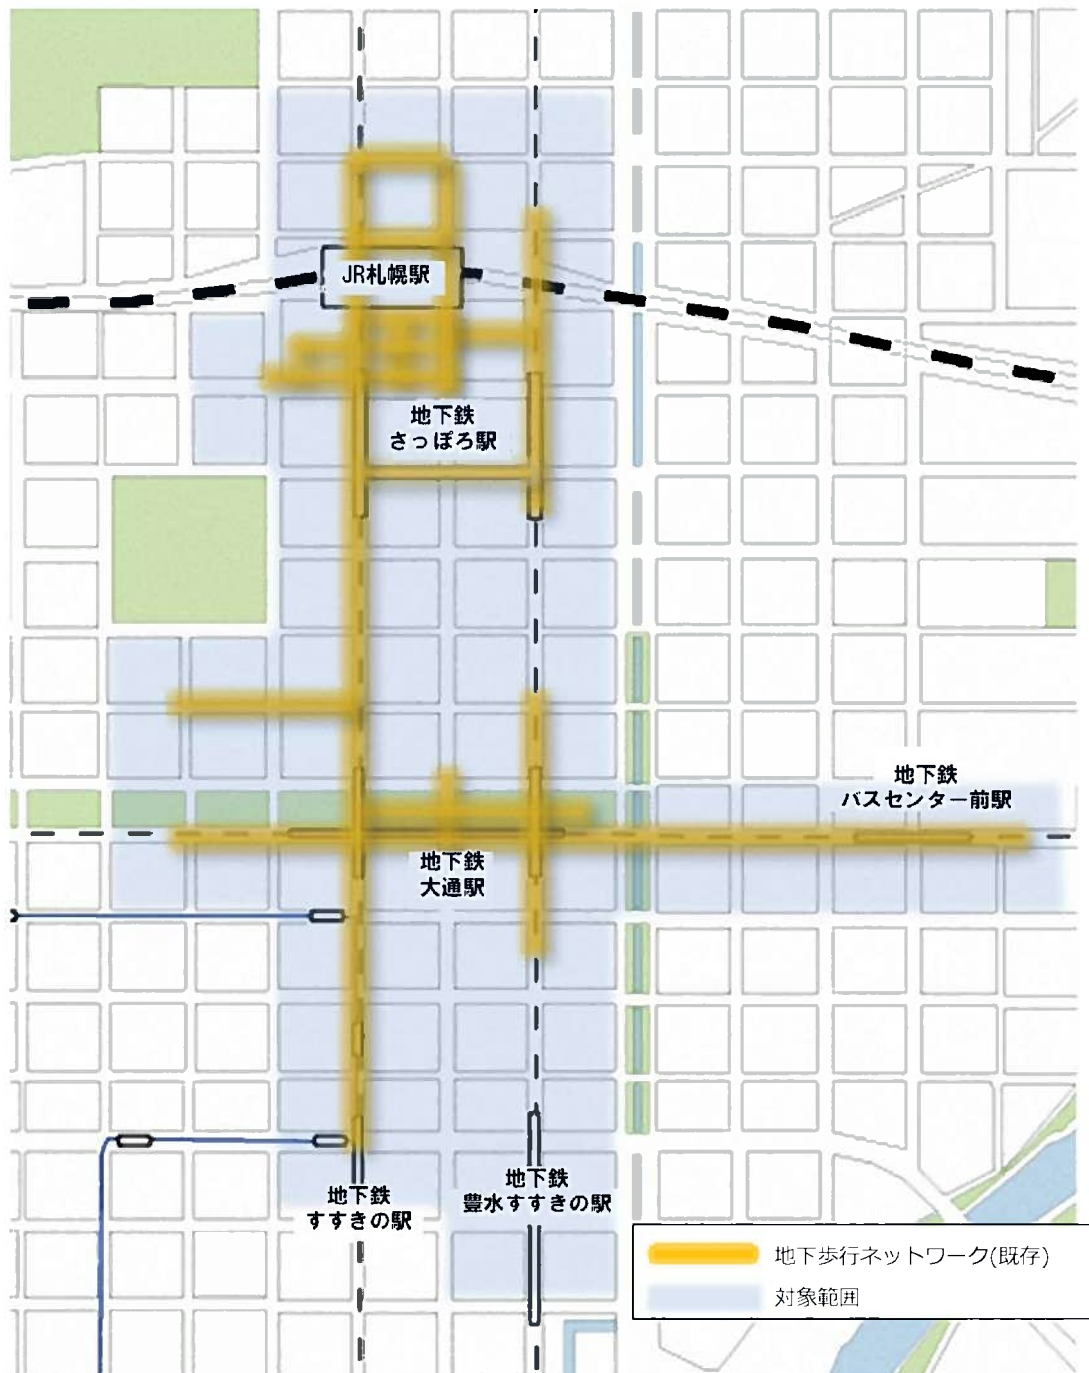 JR札幌駅
地下鉄
さっぽろ駅
地下鉄
バスセンター前駅
地下鉄
大通駅
地下鉄
すすきの駅
地下鉄
豊水すすきの駅
地下歩行ネットワーク(既存)
対象範囲